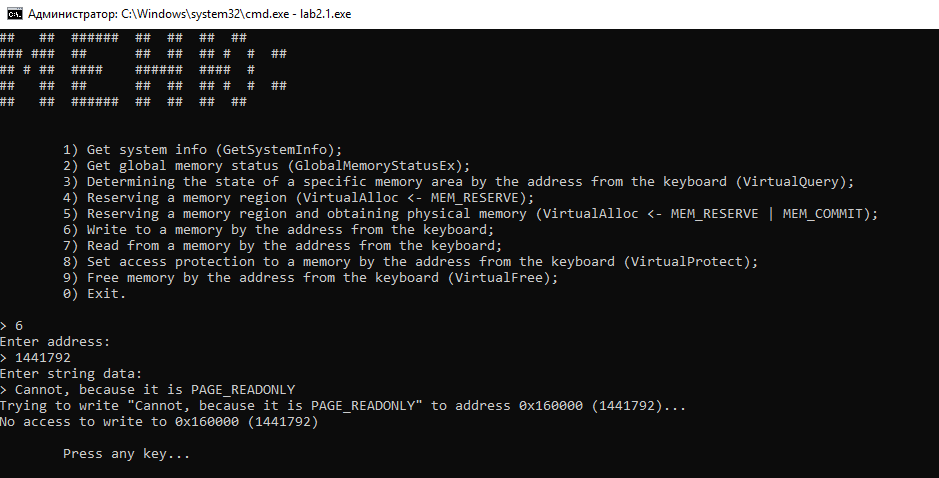 Администратор: C:\Windows\system32\cmd.exe - lab2.1.exe
##   ##  ######  ##  ##  ##  ##
### ###  ##      ##  ##  ## #  #  ##
## # ##  ####    ######  ####  #
##   ##  ##      ##  ##  ## #  #  ##
##   ##  ######  ##  ##  ##  ##
1) Get system info (GetSystemInfo);
2) Get global memory status (GlobalMemoryStatusEx);
3) Determining the state of a specific memory area by the address from the keyboard (VirtualQuery);
4) Reserving a memory region (VirtualAlloc <- MEM_RESERVE);
5) Reserving a memory region and obtaining physical memory (VirtualAlloc <- MEM_RESERVE | MEM_COMMIT);
6) Write to a memory by the address from the keyboard;
7) Read from a memory by the address from the keyboard;
8) Set access protection to a memory by the address from the keyboard (VirtualProtect);
9) Free memory by the address from the keyboard (VirtualFree);
0) Exit.
> 6
Enter address:
> 1441792
Enter string data:
> Cannot, because it is PAGE_READONLY
Trying to write "Cannot, because it is PAGE_READONLY" to address 0x160000 (1441792)...
No access to write to 0x160000 (1441792)
Press any key...